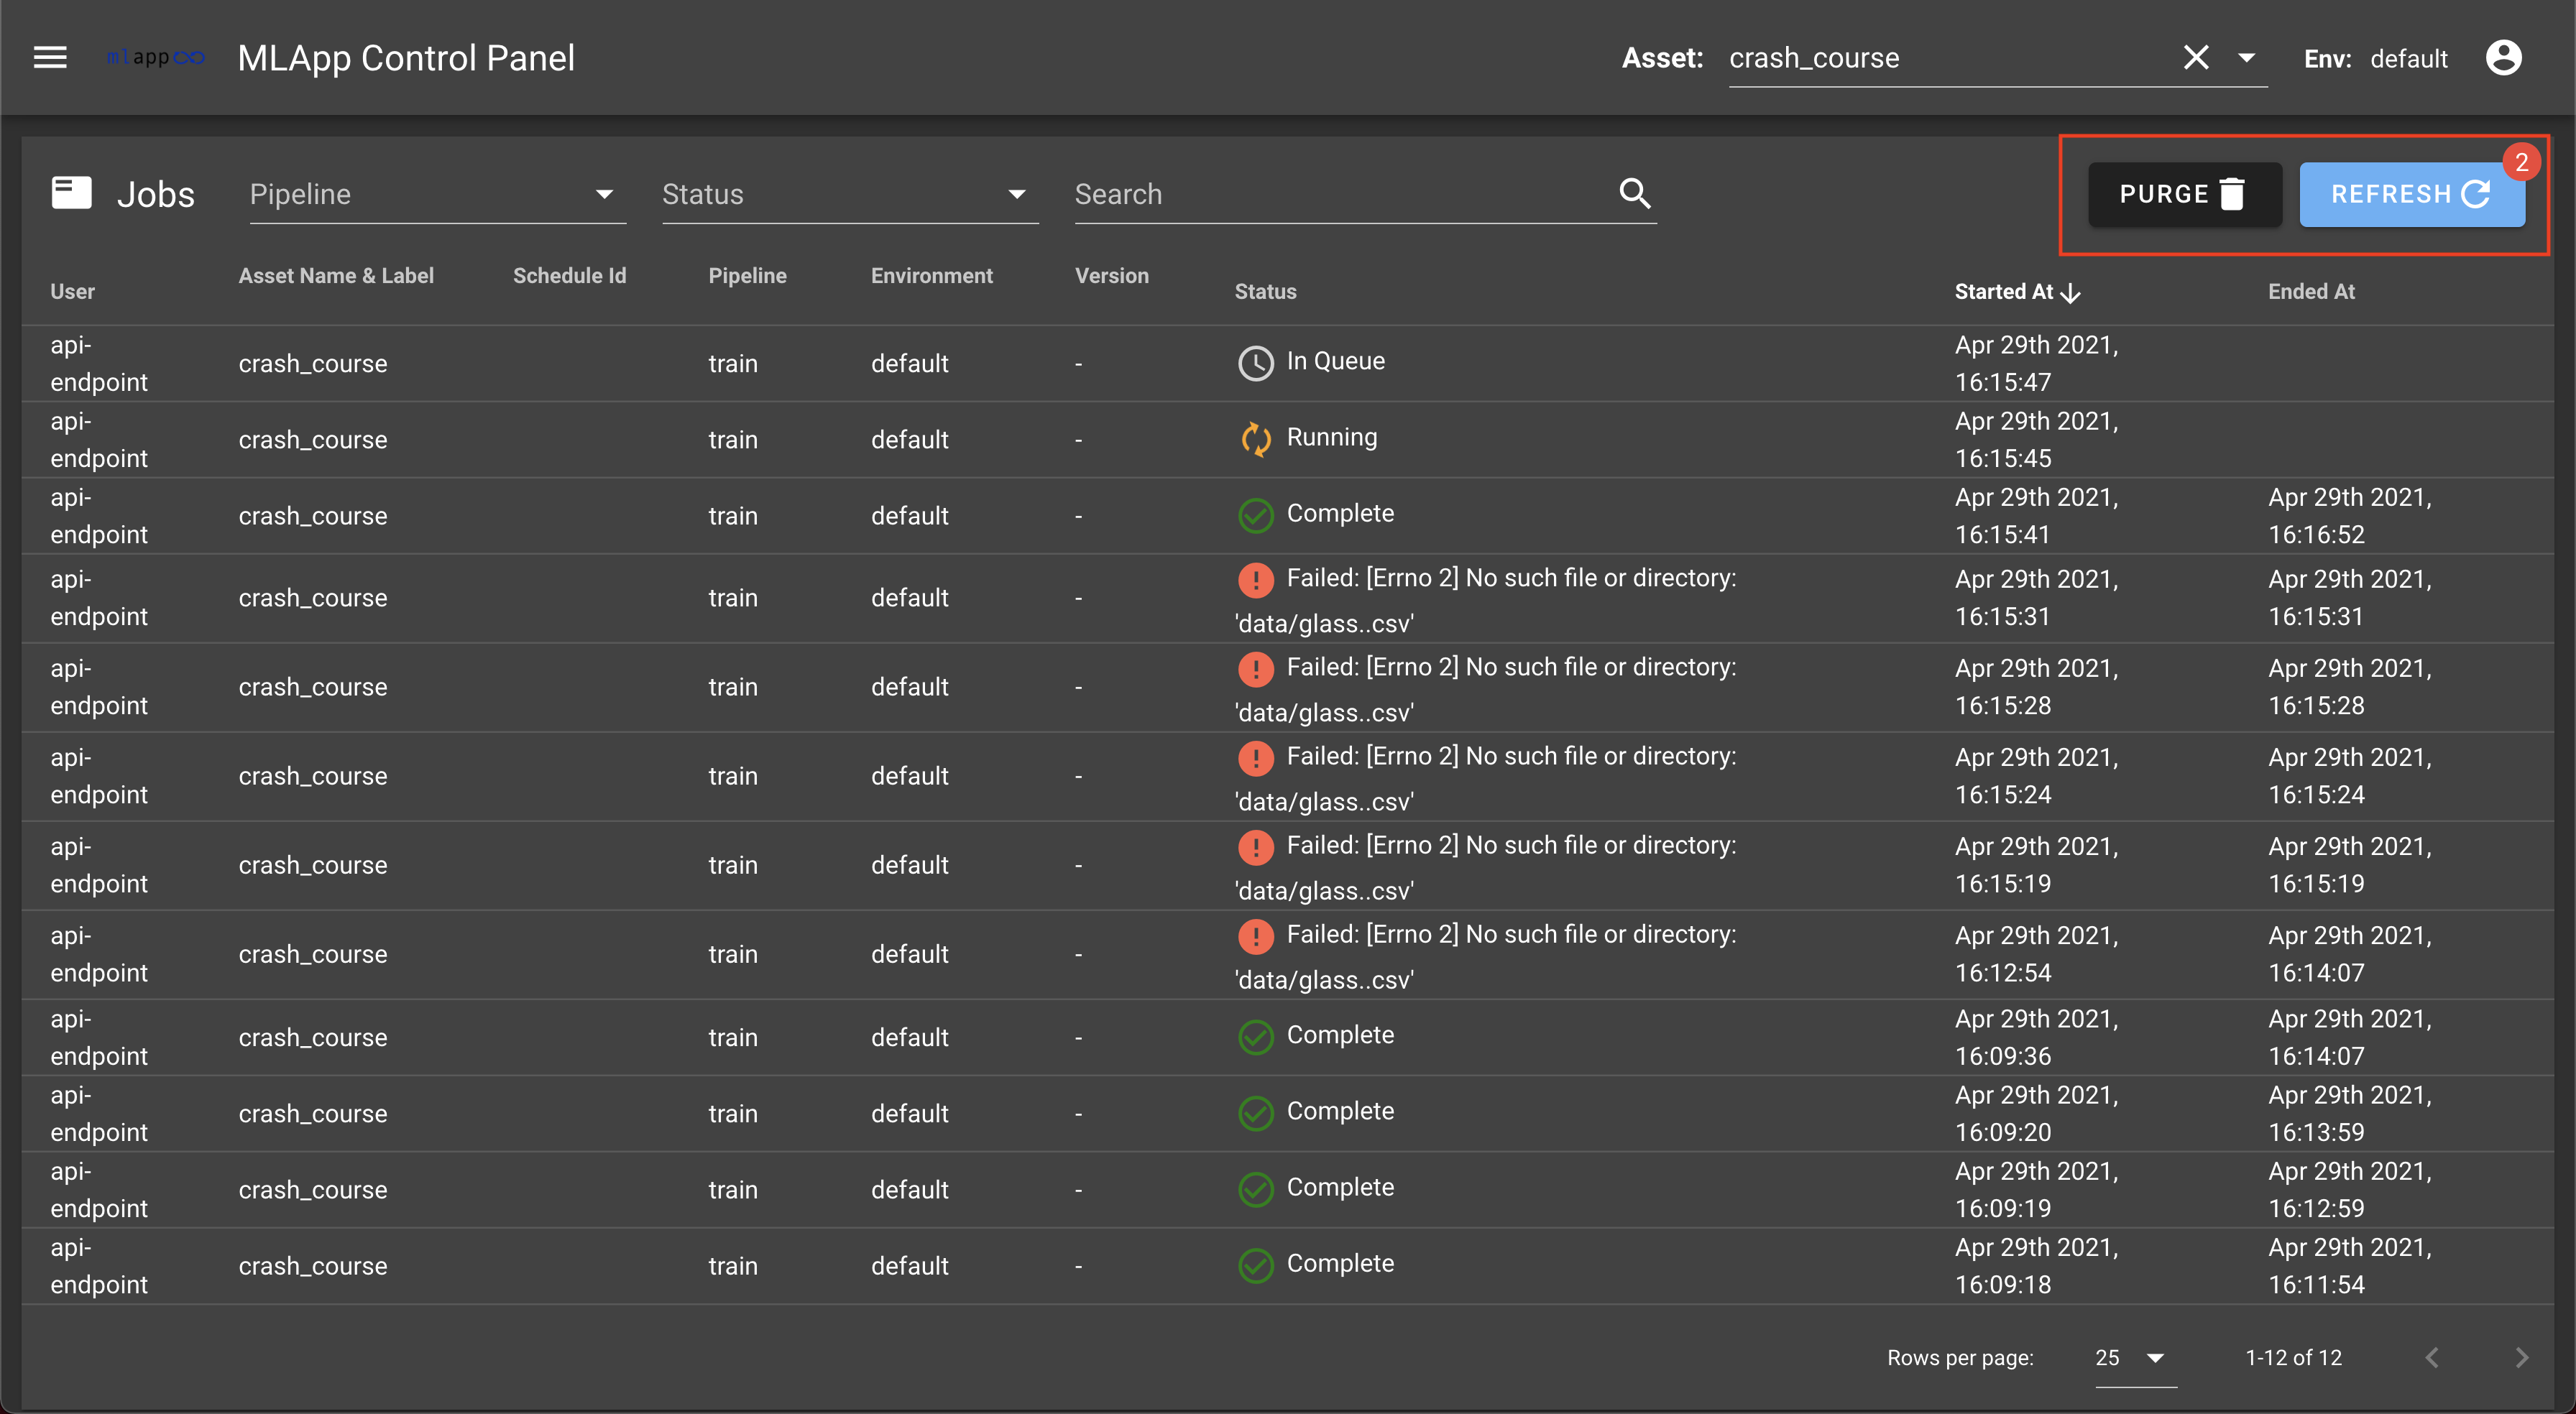 mlapp MLApp Control Panel Asset: crash_course Env: default
Jobs Pipeline Status Search PURGE REFRESH 2
User Asset Name & Label Schedule Id Pipeline Environment Version Status Started At Ended At
api-
endpoint crash_course train default - In Queue Apr 29th 2021,
16:15:47
api-
endpoint crash_course train default - Running Apr 29th 2021,
16:15:45
api-
endpoint crash_course train default - Complete Apr 29th 2021,
16:15:41 Apr 29th 2021,
16:16:52
api-
endpoint crash_course train default - Failed: [Errno 2] No such file or directory:
'data/glass..csv' Apr 29th 2021,
16:15:31 Apr 29th 2021,
16:15:31
api-
endpoint crash_course train default - Failed: [Errno 2] No such file or directory:
'data/glass..csv' Apr 29th 2021,
16:15:28 Apr 29th 2021,
16:15:28
api-
endpoint crash_course train default - Failed: [Errno 2] No such file or directory:
'data/glass..csv' Apr 29th 2021,
16:15:24 Apr 29th 2021,
16:15:24
api-
endpoint crash_course train default - Failed: [Errno 2] No such file or directory:
'data/glass..csv' Apr 29th 2021,
16:15:19 Apr 29th 2021,
16:15:19
api-
endpoint crash_course train default - Failed: [Errno 2] No such file or directory:
'data/glass..csv' Apr 29th 2021,
16:12:54 Apr 29th 2021,
16:14:07
api-
endpoint crash_course train default - Complete Apr 29th 2021,
16:09:36 Apr 29th 2021,
16:14:07
api-
endpoint crash_course train default - Complete Apr 29th 2021,
16:09:20 Apr 29th 2021,
16:13:59
api-
endpoint crash_course train default - Complete Apr 29th 2021,
16:09:19 Apr 29th 2021,
16:12:59
api-
endpoint crash_course train default - Complete Apr 29th 2021,
16:09:18 Apr 29th 2021,
16:11:54
Rows per page: 25 1-12 of 12